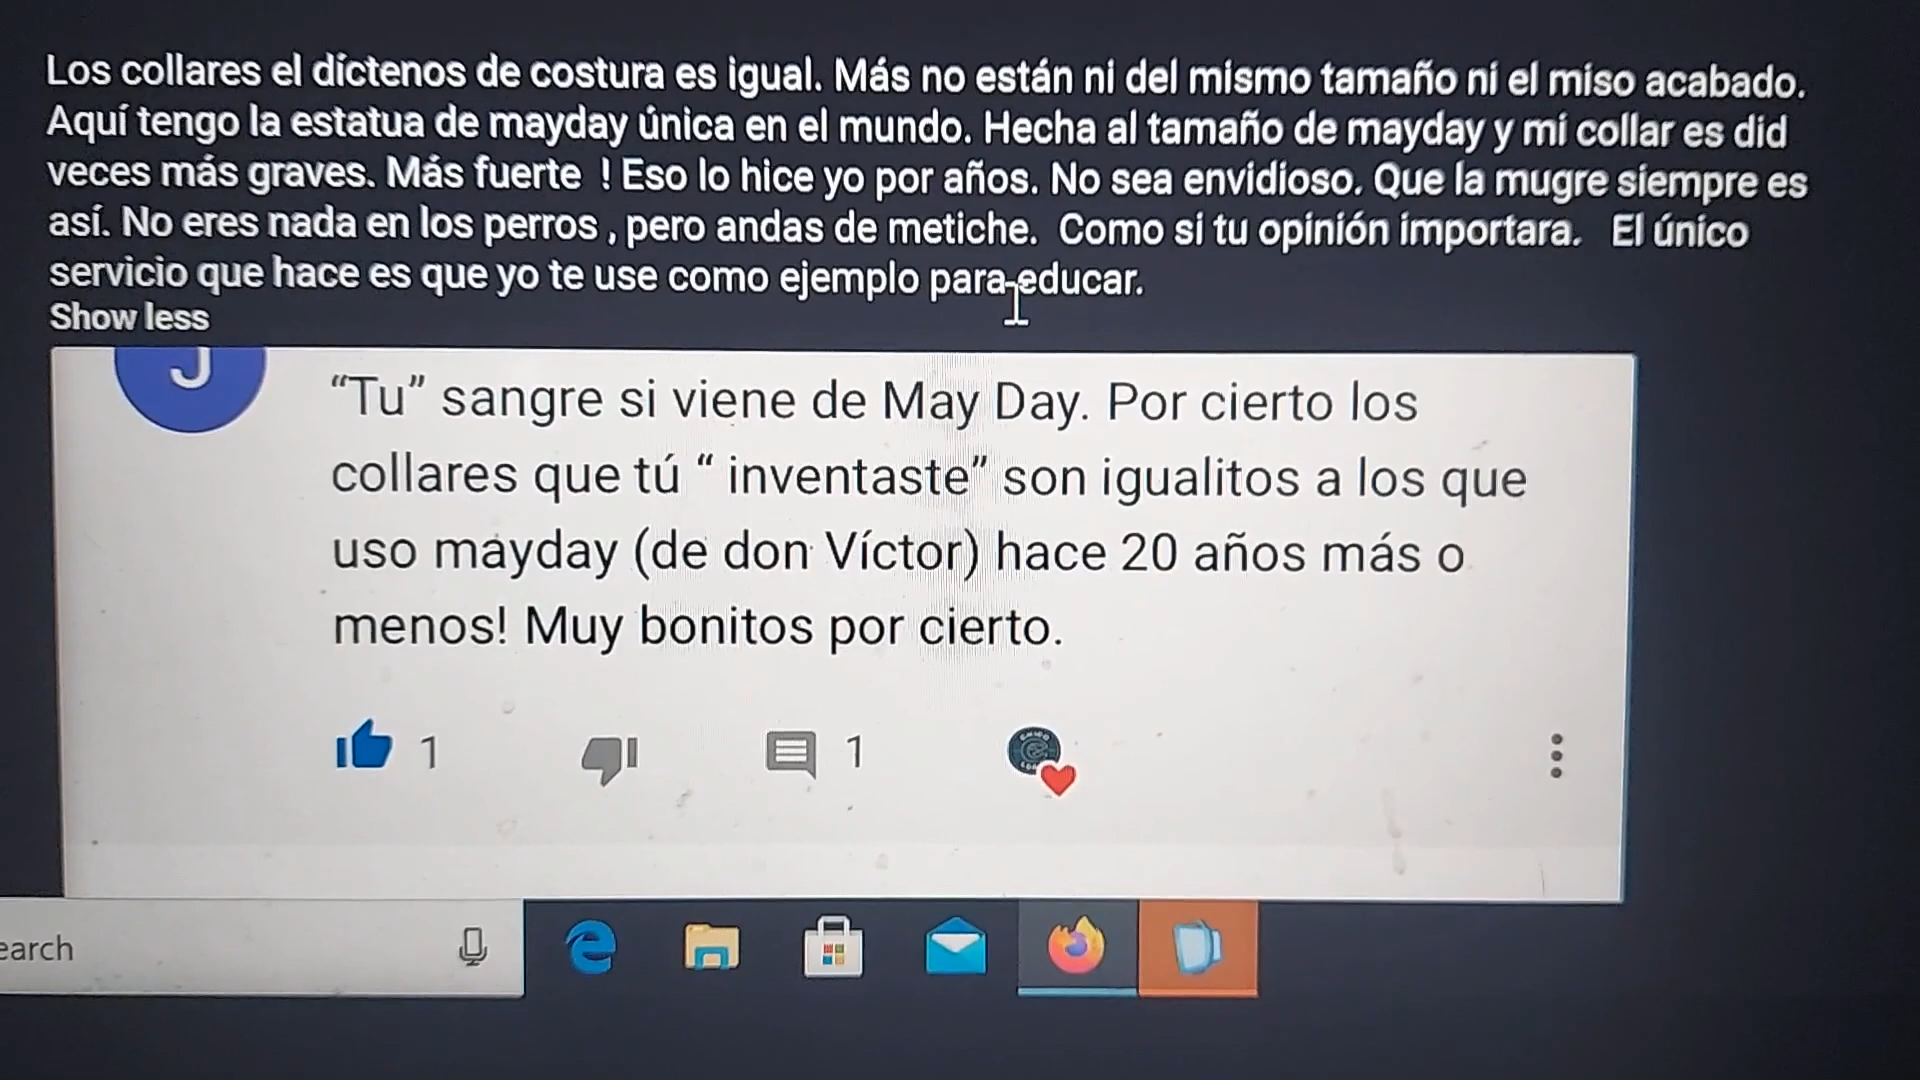 Los collares el díctenos de costura es igual. Más no están ni del mismo tamaño ni el miso acabado.
Aquí tengo la estatua de mayday única en el mundo. Hecha al tamaño de mayday y mi collar es did
veces más graves. Más fuerte ! Eso lo hice yo por años. No sea envidioso. Que la mugre siempre es
así. No eres nada en los perros , pero andas de metiche. Como si tu opinión importara. El único
servicio que hace es que yo te use como ejemplo para educar.
Show less
J
“Tu” sangre si viene de May Day. Por cierto los
collares que tú “ inventaste” son igualitos a los que
uso mayday (de don Víctor) hace 20 años más o
menos! Muy bonitos por cierto.
1 1
earch